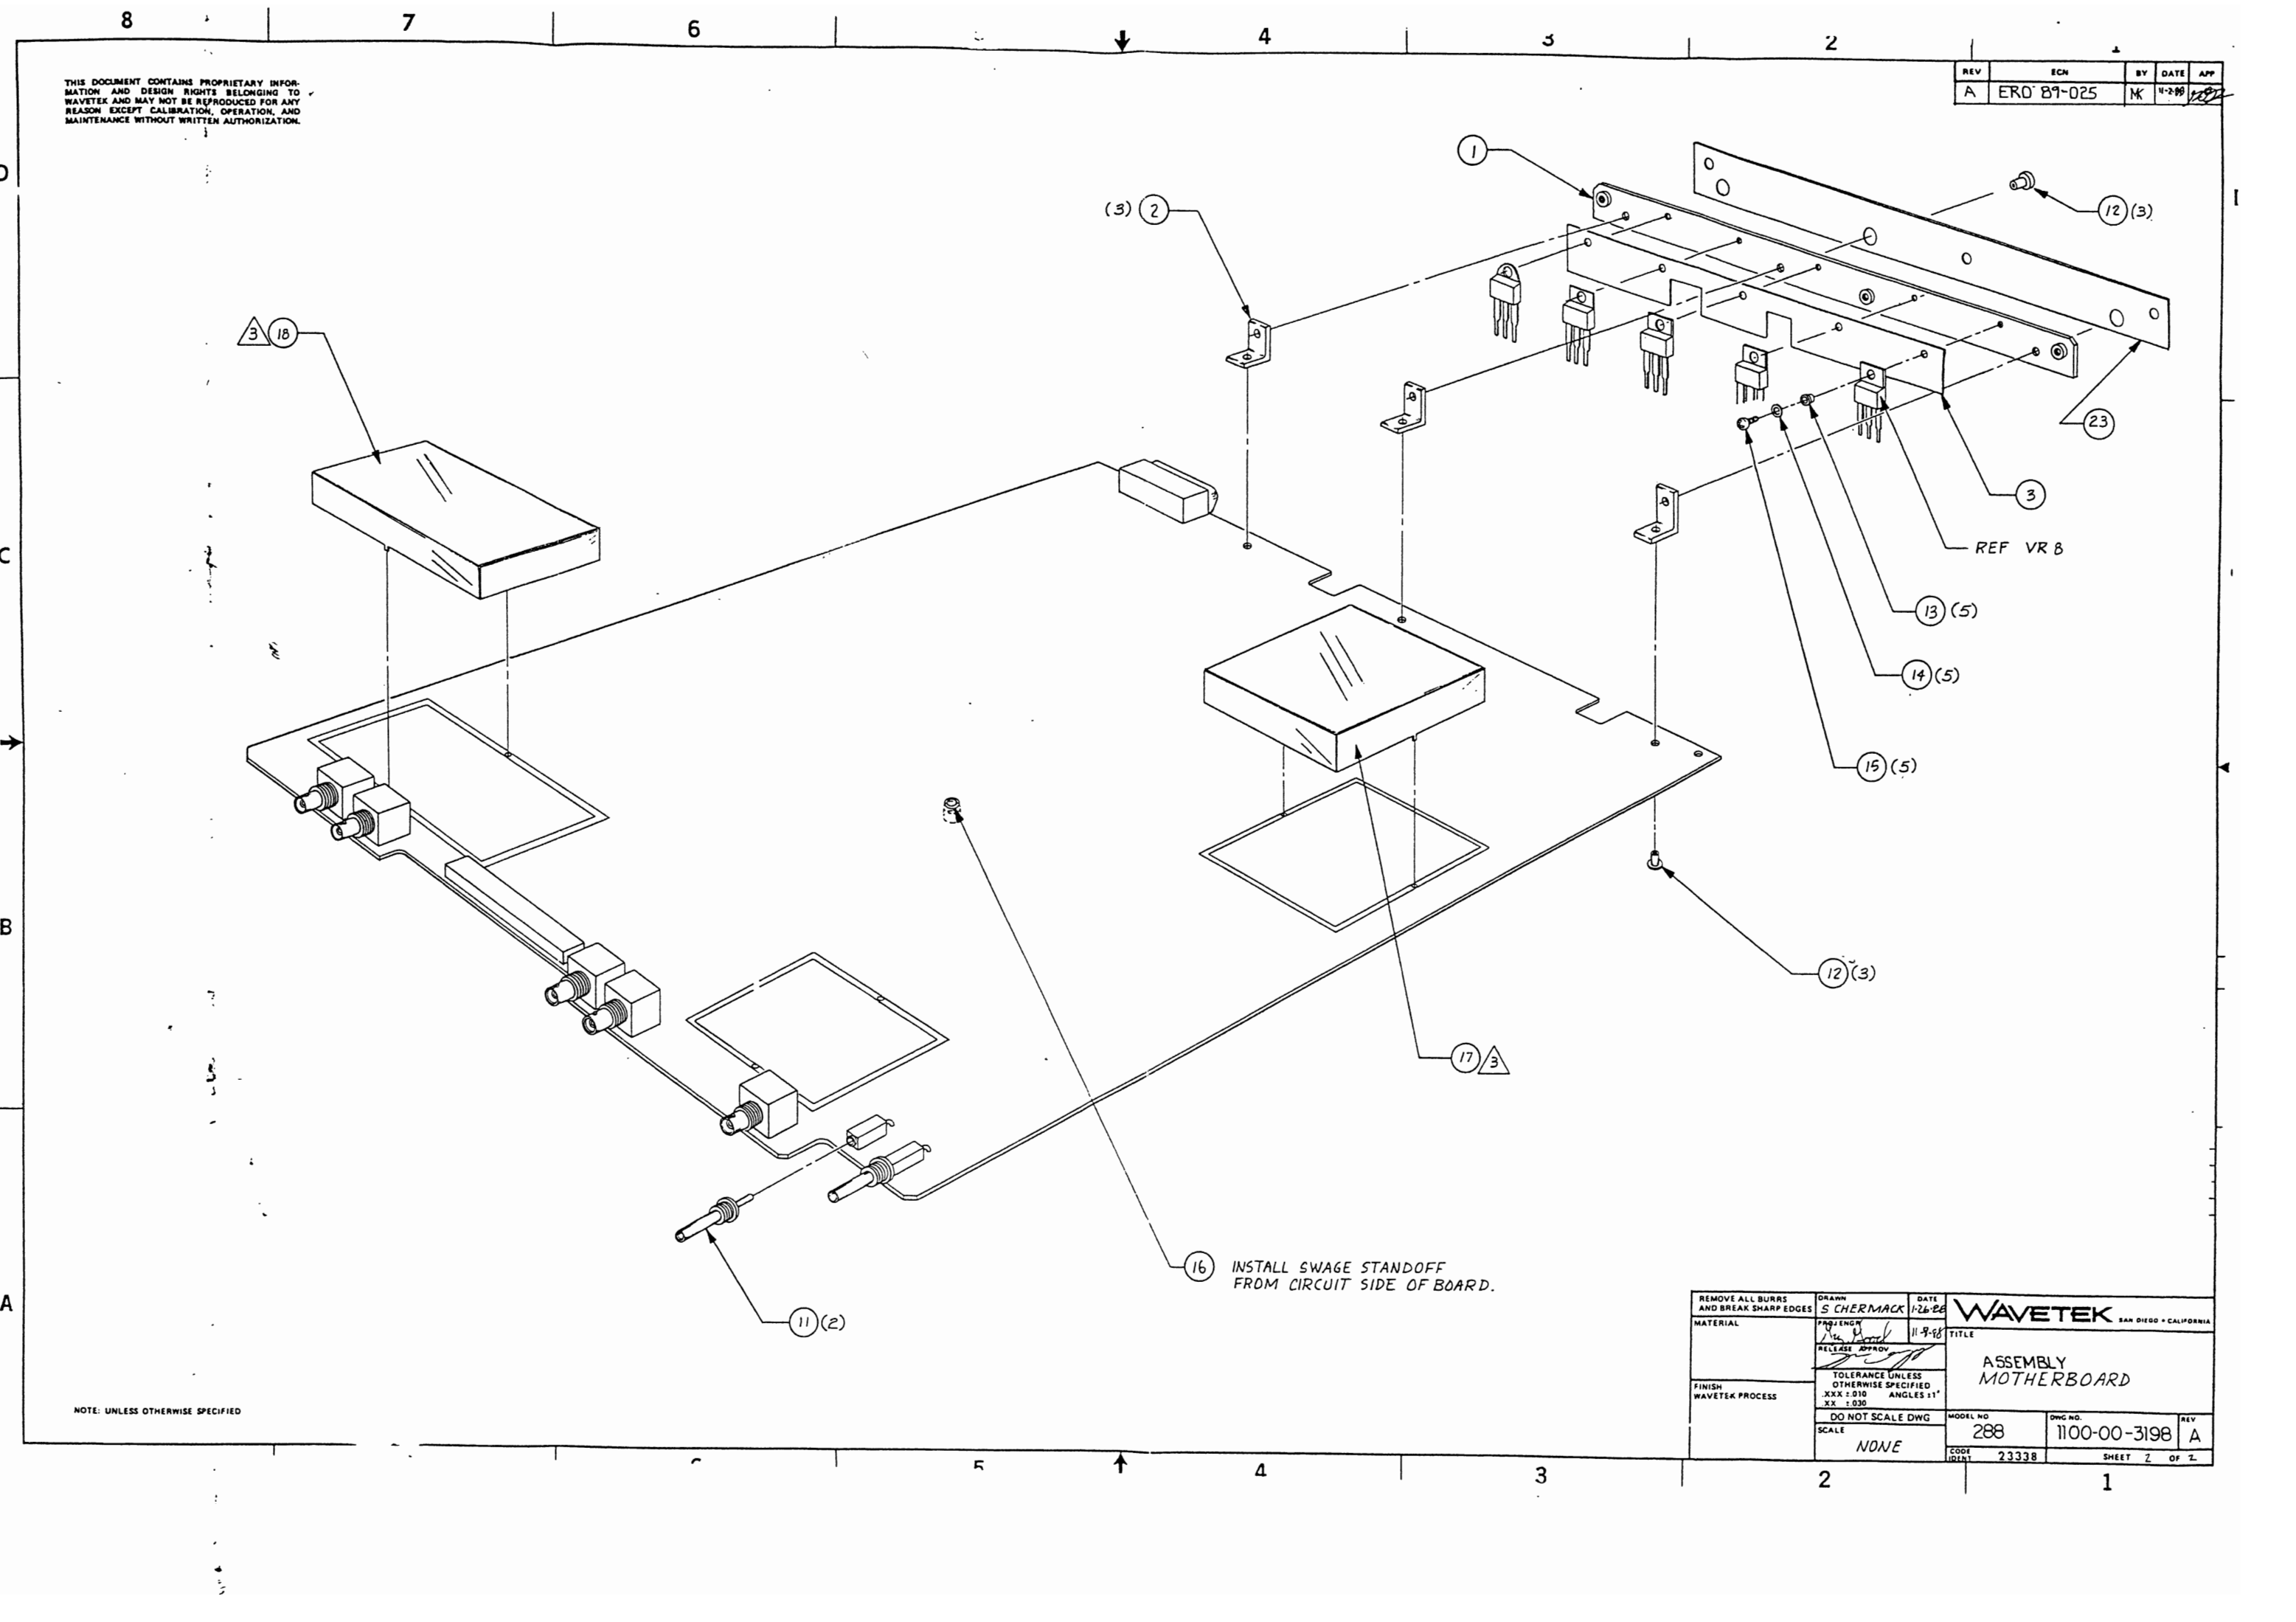 8
7
6
4
3
2
1
THIS DOCUMENT CONTAINS PROPRIETARY INFOR-
MATION AND DESIGN RIGHTS BELONGING TO
WAVETEK AND MAY NOT BE REPRODUCED FOR ANY
REASON EXCEPT CALIBRATION, OPERATION, AND
MAINTENANCE WITHOUT WRITTEN AUTHORIZATION.
REV ECN BY DATE APP
A ERO 89-025 MK
D
1
(3) 2
12 (3)
3 18
23
3
C
REF VR 8
13 (5)
14 (5)
15 (5)
B
12 (3)
17 3
16 INSTALL SWAGE STANDOFF
FROM CIRCUIT SIDE OF BOARD.
A
11 (2)
NOTE: UNLESS OTHERWISE SPECIFIED
REMOVE ALL BURRS
AND BREAK SHARP EDGES
MATERIAL
FINISH
WAVETEK PROCESS
DRAWN
S CHERMACK
DATE
1-26-88
PROJ ENGR
RELEASE APPROV
TOLERANCE UNLESS
OTHERWISE SPECIFIED
.XXX ±.010 ANGLES ±1°
.XX ±.030
DO NOT SCALE DWG
SCALE
NONE
WAVETEK SAN DIEGO • CALIFORNIA
TITLE
ASSEMBLY
MOTHERBOARD
MODEL NO
288
DWG NO.
1100-00-3198
REV
A
CODE
IDENT 23338
SHEET 2 OF 2
5
4
3
2
1